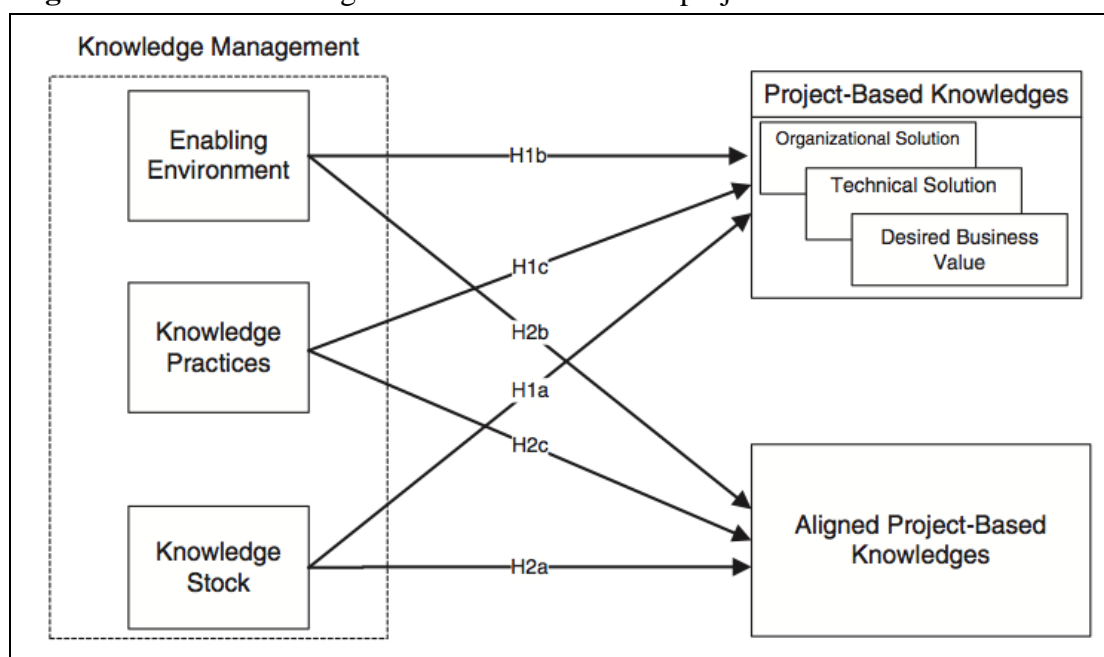 Knowledge Management
Enabling
Environment
Knowledge
Practices
Knowledge
Stock
H1b
H1c
H2b
H1a
H2c
H2a
Project-Based Knowledges
Organizational Solution
Technical Solution
Desired Business
Value
Aligned Project-Based
Knowledges